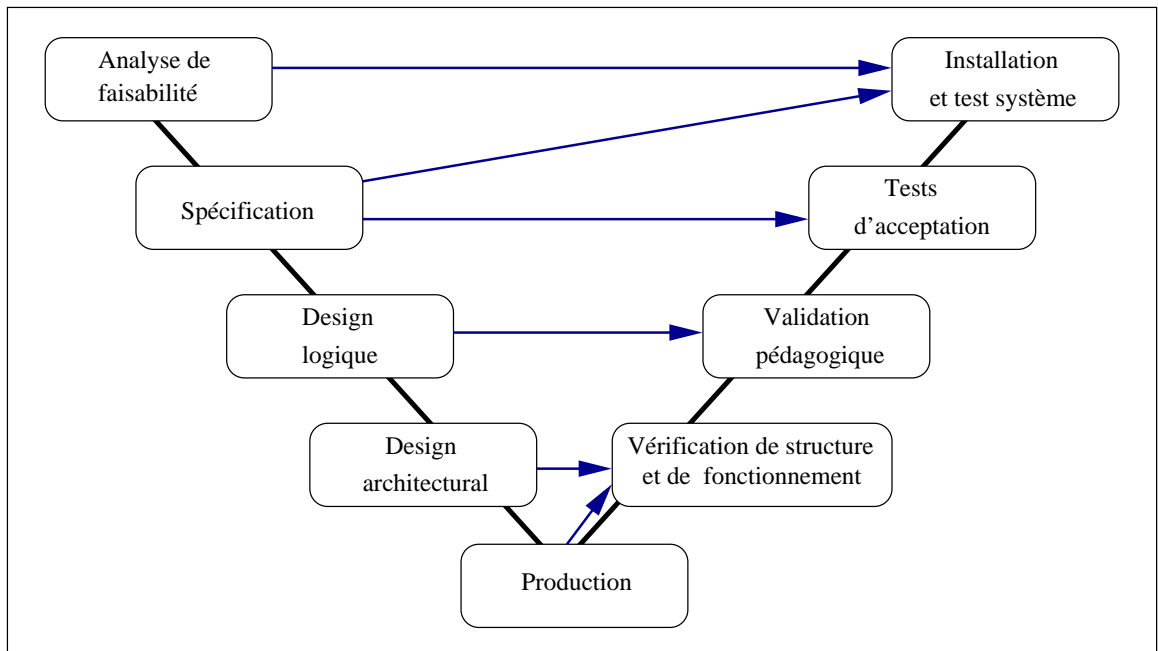 Analyse de
faisabilité
Installation
et test système
Spécification
Tests
d’acceptation
Design
logique
Validation
pédagogique
Design
architectural
Vérification de structure
et de fonctionnement
Production